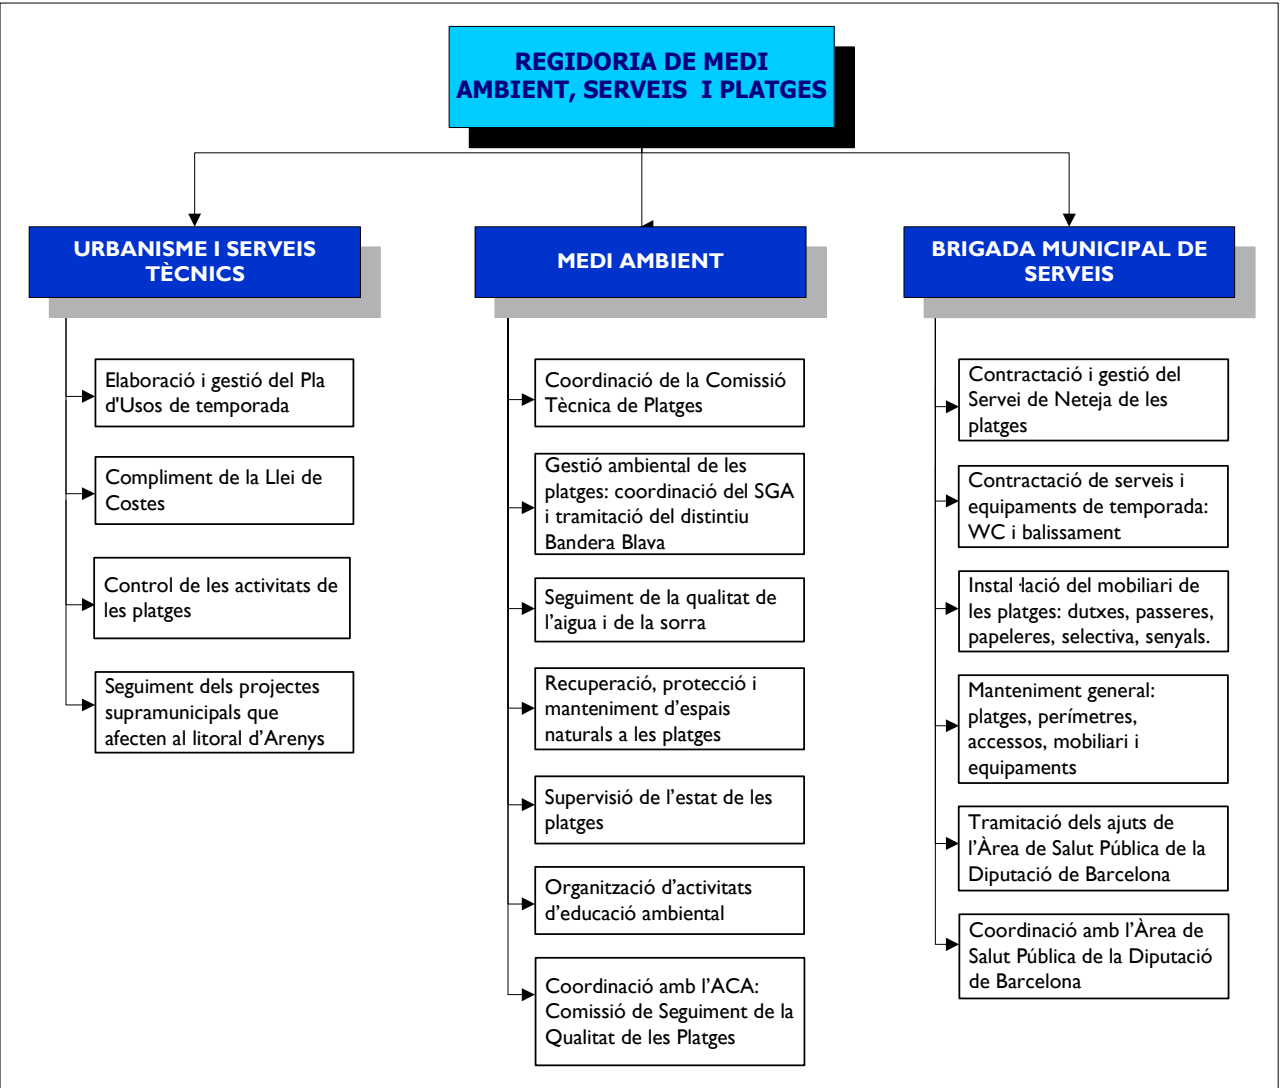 REGIDORIA DE MEDI
AMBIENT, SERVEIS I PLATGES
URBANISME I SERVEIS
TÈCNICS
Elaboració i gestió del Pla
d'Usos de temporada
Compliment de la Llei de
Costes
Control de les activitats de
les platges
Seguiment dels projectes
supramunicipals que
afecten al litoral d’Arenys
MEDI AMBIENT
Coordinació de la Comissió
Tècnica de Platges
Gestió ambiental de les
platges: coordinació del SGA
i tramitació del distintiu
Bandera Blava
Seguiment de la qualitat de
l’aigua i de la sorra
Recuperació, protecció i
manteniment d’espais
naturals a les platges
Supervisió de l’estat de les
platges
Organització d’activitats
d’educació ambiental
Coordinació amb l’ACA:
Comissió de Seguiment de la
Qualitat de les Platges
BRIGADA MUNICIPAL DE
SERVEIS
Contractació i gestió del
Servei de Neteja de les
platges
Contractació de serveis i
equipaments de temporada:
WC i balissament
Instal·lació del mobiliari de
les platges: dutxes, passeres,
papeleres, selectiva, senyals.
Manteniment general:
platges, perímetres,
accessos, mobiliari i
equipaments
Tramitació dels ajuts de
l’Àrea de Salut Pública de la
Diputació de Barcelona
Coordinació amb l’Àrea de
Salut Pública de la Diputació
de Barcelona